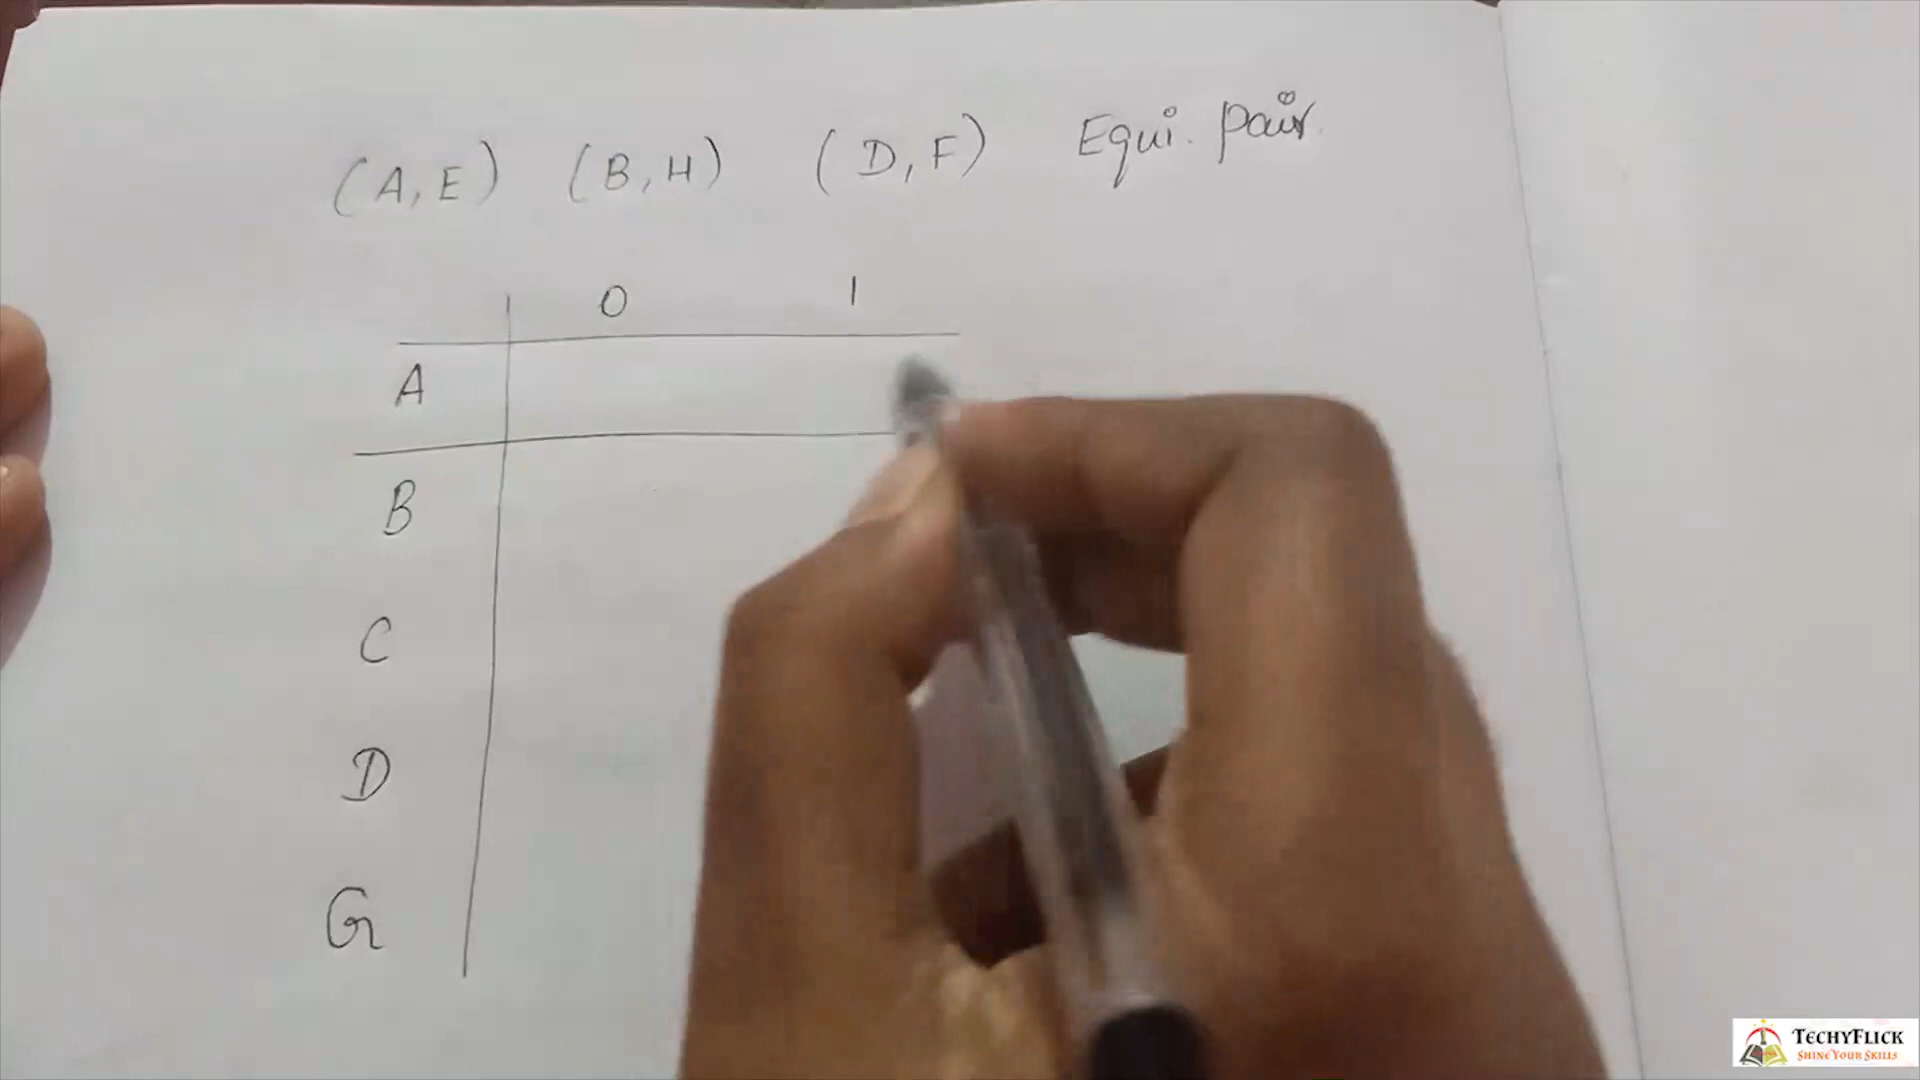 (A, E) (B, H) (D, F) Equi. pair
0 1
A
B
C
D
G
TECHYFLICK
SHINE YOUR SKILLS